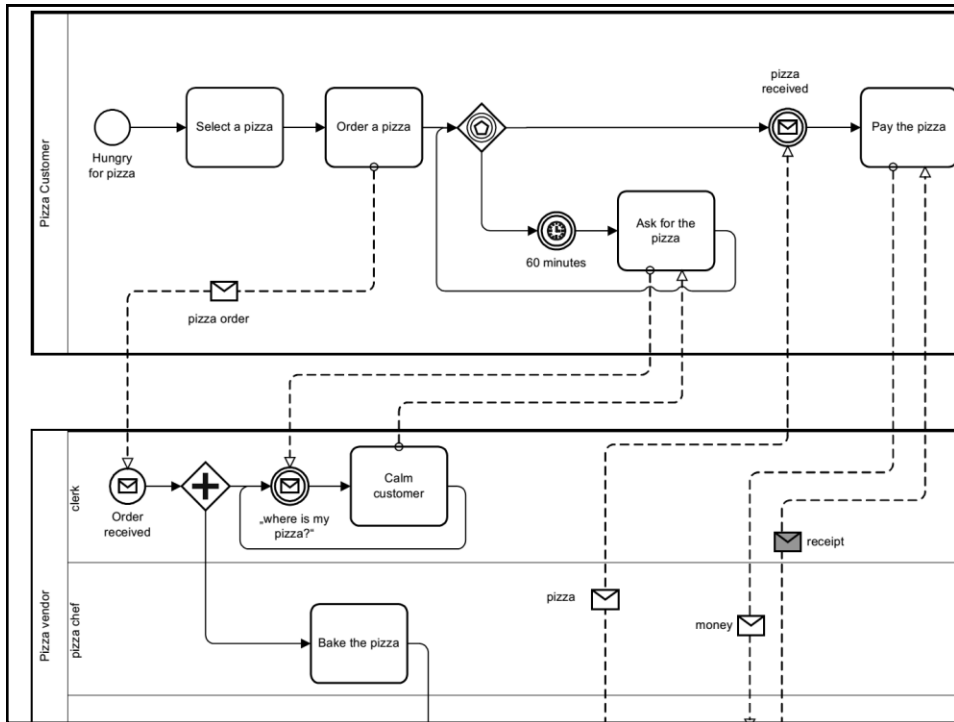 pizza
received
Select a pizza
Order a pizza
Pay the pizza
Hungry
for pizza
Pizza Customer
Ask for the
pizza
60 minutes
pizza order
Pizza vendor
clerk
Calm
customer
Order
received
„where is my
pizza?“
receipt
pizza chef
pizza
money
Bake the pizza